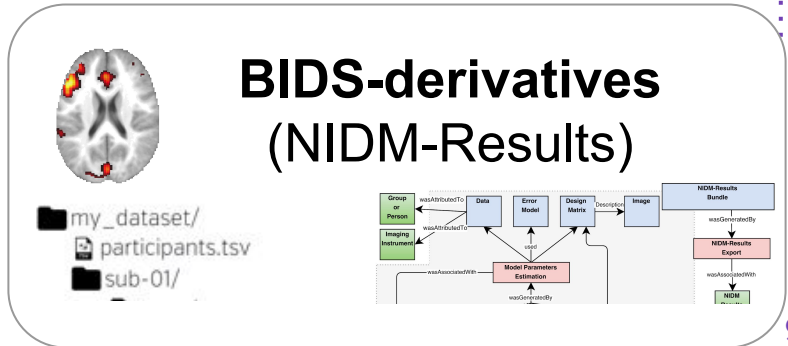 BIDS-derivatives
(NIDM-Results)
my_dataset/
participants.tsv
sub-01/
Group
or
Person
wasAttributedTo
Data
Error
Model
Design
Matrix
Description
Image
NIDM-Results
Bundle
wasAttributedTo
Imaging
Instrument
used
wasGeneratedBy
NIDM-Results
Export
wasAssociatedWith
Model Parameters
Estimation
wasAssociatedWith
wasGeneratedBy
NIDM